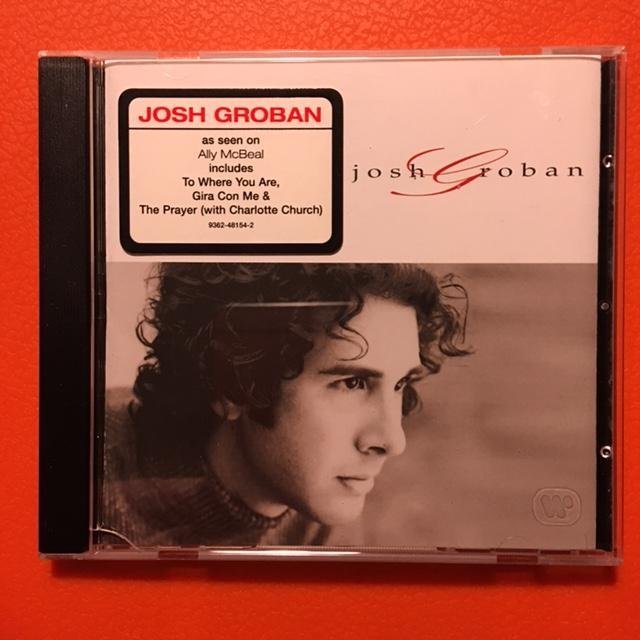 JOSH GROBAN
as seen on
Ally McBeal
includes
To Where You Are,
Gira Con Me &
The Prayer (with Charlotte Church)
9362-48154-2
josh Groban